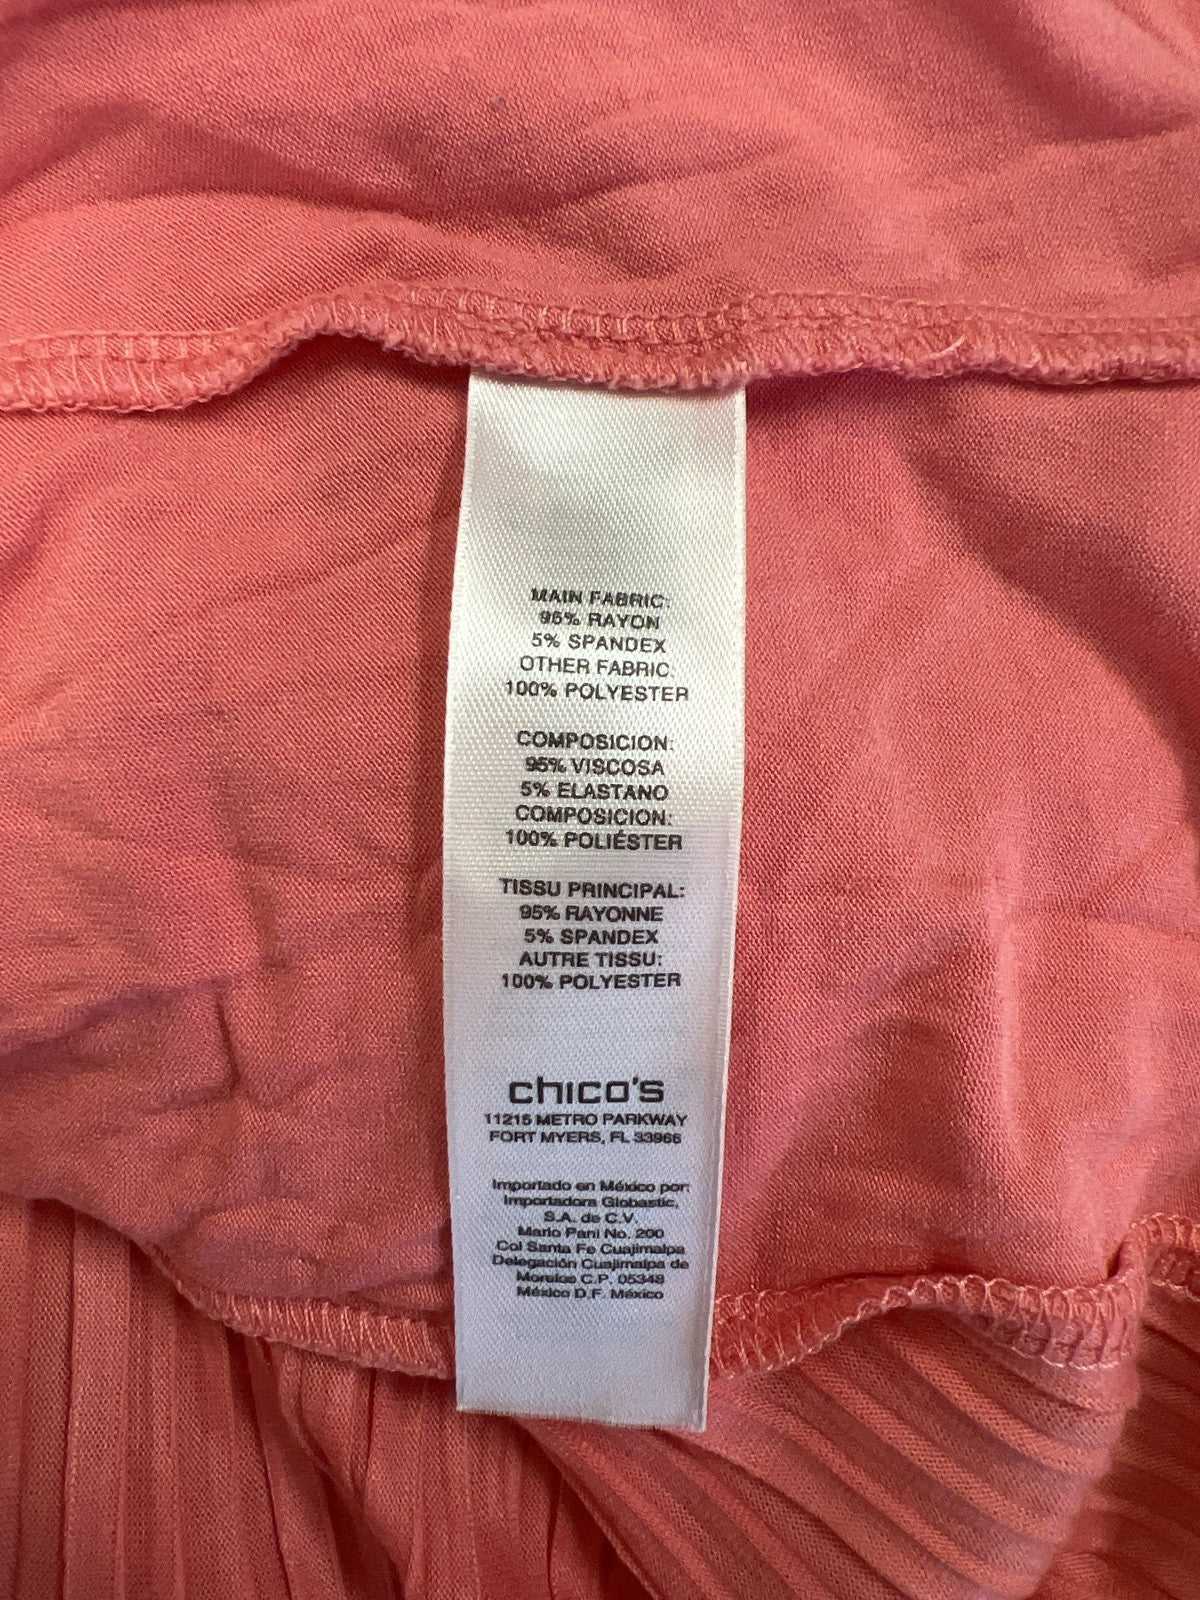 MAIN FABRIC:
95% RAYON
5% SPANDEX
OTHER FABRIC:
100% POLYESTER
COMPOSICION:
95% VISCOSA
5% ELASTANO
COMPOSICION:
100% POLIÉSTER
TISSU PRINCIPAL:
95% RAYONNE
5% SPANDEX
AUTRE TISSU:
100% POLYESTER
chico's
11215 METRO PARKWAY
FORT MYERS, FL 33966
Importado en México por:
Importadora Globastic,
S.A. de C.V.
Mario Pani No. 200
Col Santa Fe Cuajimalpa
Delegación Cuajimalpa de
Morelos C.P. 05348
México D.F. México